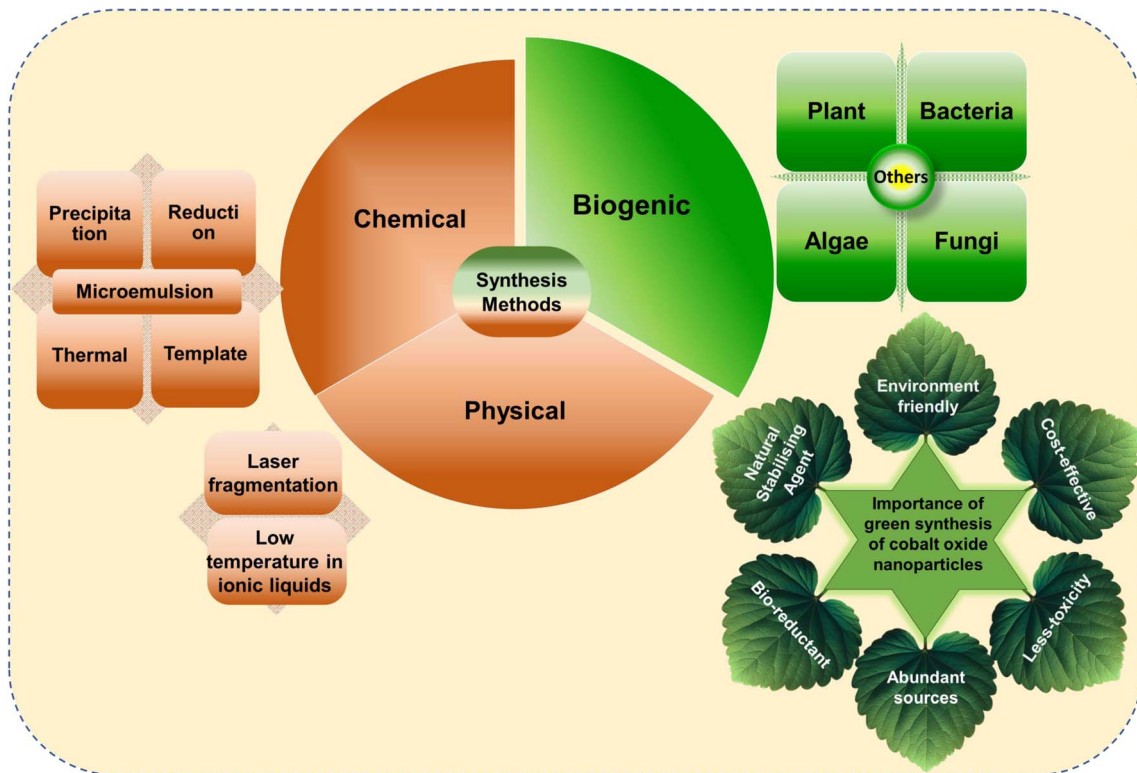 Chemical
Biogenic
Physical
Synthesis
Methods
Precipita
tion
Reducti
on
Microemulsion
Thermal
Template
Laser
fragmentation
Low
temperature in
ionic liquids
Plant
Bacteria
Others
Algae
Fungi
Environment
friendly
Cost-effective
Less-toxicity
Abundant
sources
Bio-reductant
Natural
Stabilising
Agent
Importance of
green synthesis
of cobalt oxide
nanoparticles